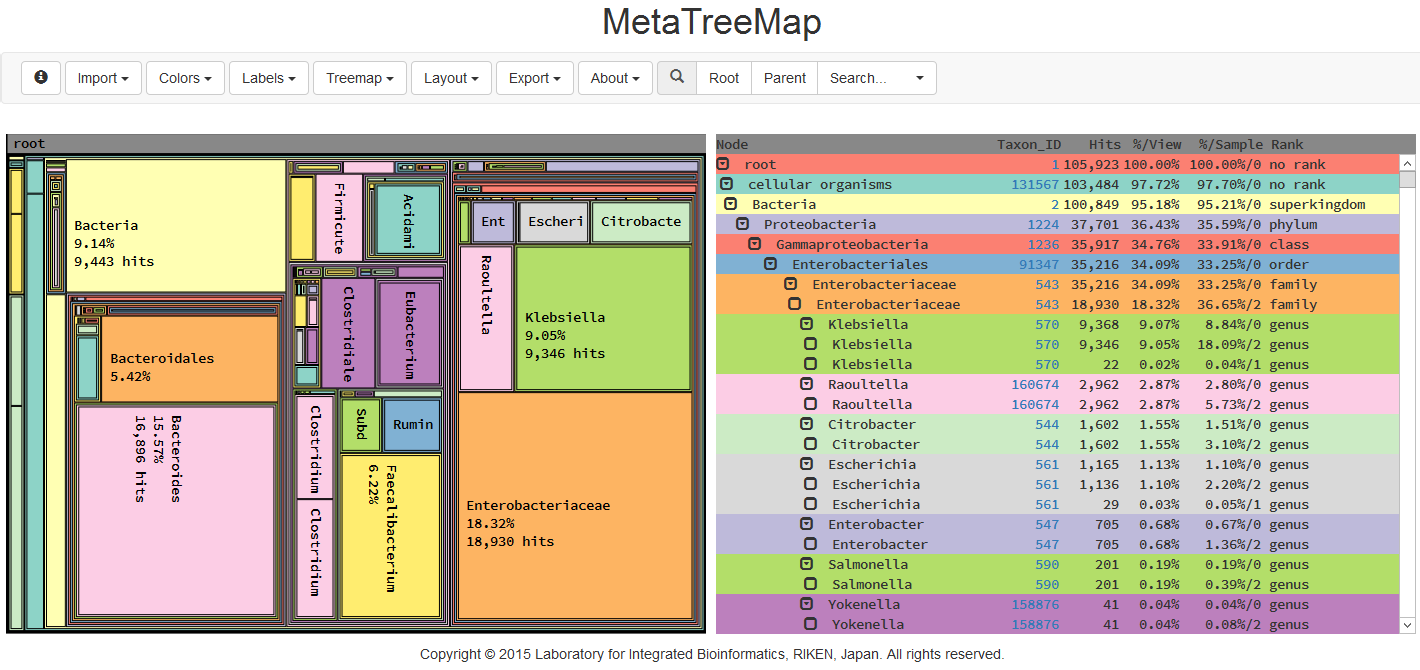 MetaTreeMap
Import Colors Labels Treemap Layout Export About Root Parent Search...
root
Bacteria
9.14%
9,443 hits
Bacteroidales
5.42%
Bacteroides
15.57%
16,896 hits
Firmicute
Acidami
Clostridiale
Eubacterium
Clostridium
Clostridium
Subd
Rumin
Faecalibacterium
6.22%
Ent
Escheri
Citrobacte
Raoultella
Klebsiella
9.05%
9,346 hits
Enterobacteriaceae
18.32%
18,930 hits
Node Taxon_ID Hits %/View %/Sample Rank
root 1 105,923 100.00% 100.00%/0 no rank
cellular organisms 131567 103,484 97.72% 97.70%/0 no rank
Bacteria 2 100,849 95.18% 95.21%/0 superkingdom
Proteobacteria 1224 37,701 36.43% 35.59%/0 phylum
Gammaproteobacteria 1236 35,917 34.76% 33.91%/0 class
Enterobacteriales 91347 35,216 34.09% 33.25%/0 order
Enterobacteriaceae 543 35,216 34.09% 33.25%/0 family
Enterobacteriaceae 543 18,930 18.32% 36.65%/2 family
Klebsiella 570 9,368 9.07% 8.84%/0 genus
Klebsiella 570 9,346 9.05% 18.09%/2 genus
Klebsiella 570 22 0.02% 0.04%/1 genus
Raoultella 160674 2,962 2.87% 2.80%/0 genus
Raoultella 160674 2,962 2.87% 5.73%/2 genus
Citrobacter 544 1,602 1.55% 1.51%/0 genus
Citrobacter 544 1,602 1.55% 3.10%/2 genus
Escherichia 561 1,165 1.13% 1.10%/0 genus
Escherichia 561 1,136 1.10% 2.20%/2 genus
Escherichia 561 29 0.03% 0.05%/1 genus
Enterobacter 547 705 0.68% 0.67%/0 genus
Enterobacter 547 705 0.68% 1.36%/2 genus
Salmonella 590 201 0.19% 0.19%/0 genus
Salmonella 590 201 0.19% 0.39%/2 genus
Yokenella 158876 41 0.04% 0.04%/0 genus
Yokenella 158876 41 0.04% 0.08%/2 genus
Copyright © 2015 Laboratory for Integrated Bioinformatics, RIKEN, Japan. All rights reserved.